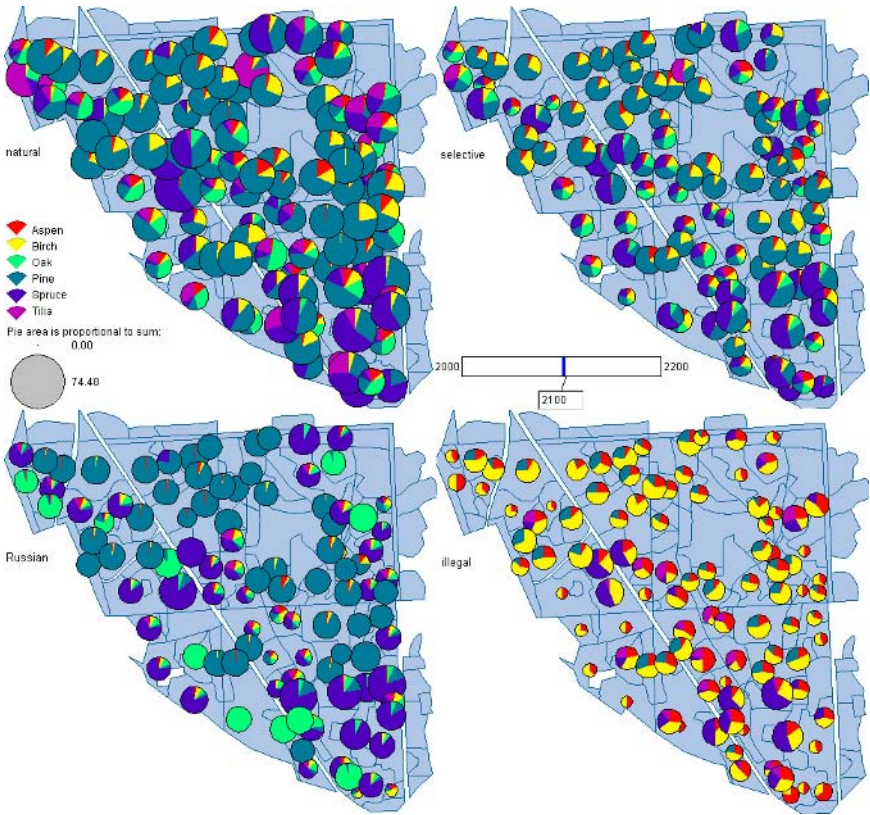 natural
selective
Aspen
Birch
Oak
Pine
Spruce
Tilia
Pie area is proportional to sum:
0.00
74.48
2000
2200
2100
Russian
illegal